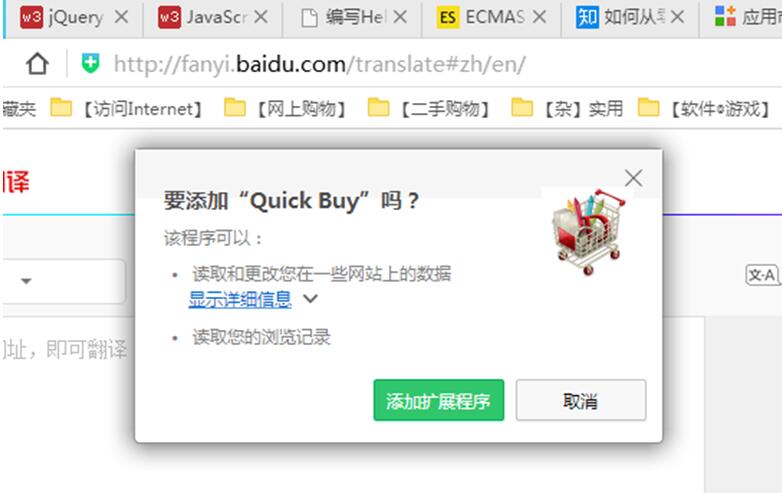 w3 jQuery
w3 JavaScr
编写Hel
ES ECMAS
知 如何从零
应用市
http://fanyi.baidu.com/translate#zh/en/
藏夹 【访问Internet】 【网上购物】 【二手购物】 【杂】实用 【软件๑游戏】
译
要添加“Quick Buy”吗？
该程序可以：
• 读取和更改您在一些网站上的数据
显示详细信息
• 读取您的浏览记录
文A
址，即可翻译
添加扩展程序 取消